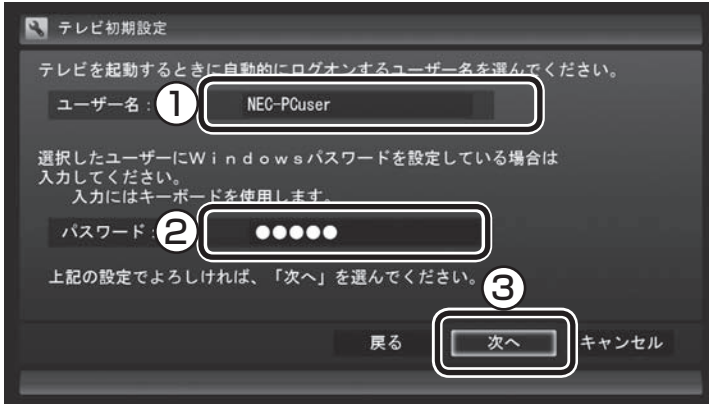 テレビ初期設定
テレビを起動するときに自動的にログオンするユーザー名を選んでください。
ユーザー名： ① NEC-PCuser
選択したユーザーにＷｉｎｄｏｗｓパスワードを設定している場合は
入力してください。
入力にはキーボードを使用します。
パスワード： ② ●●●●●
上記の設定でよろしければ、「次へ」を選んでください。
③
戻る 次へ キャンセル